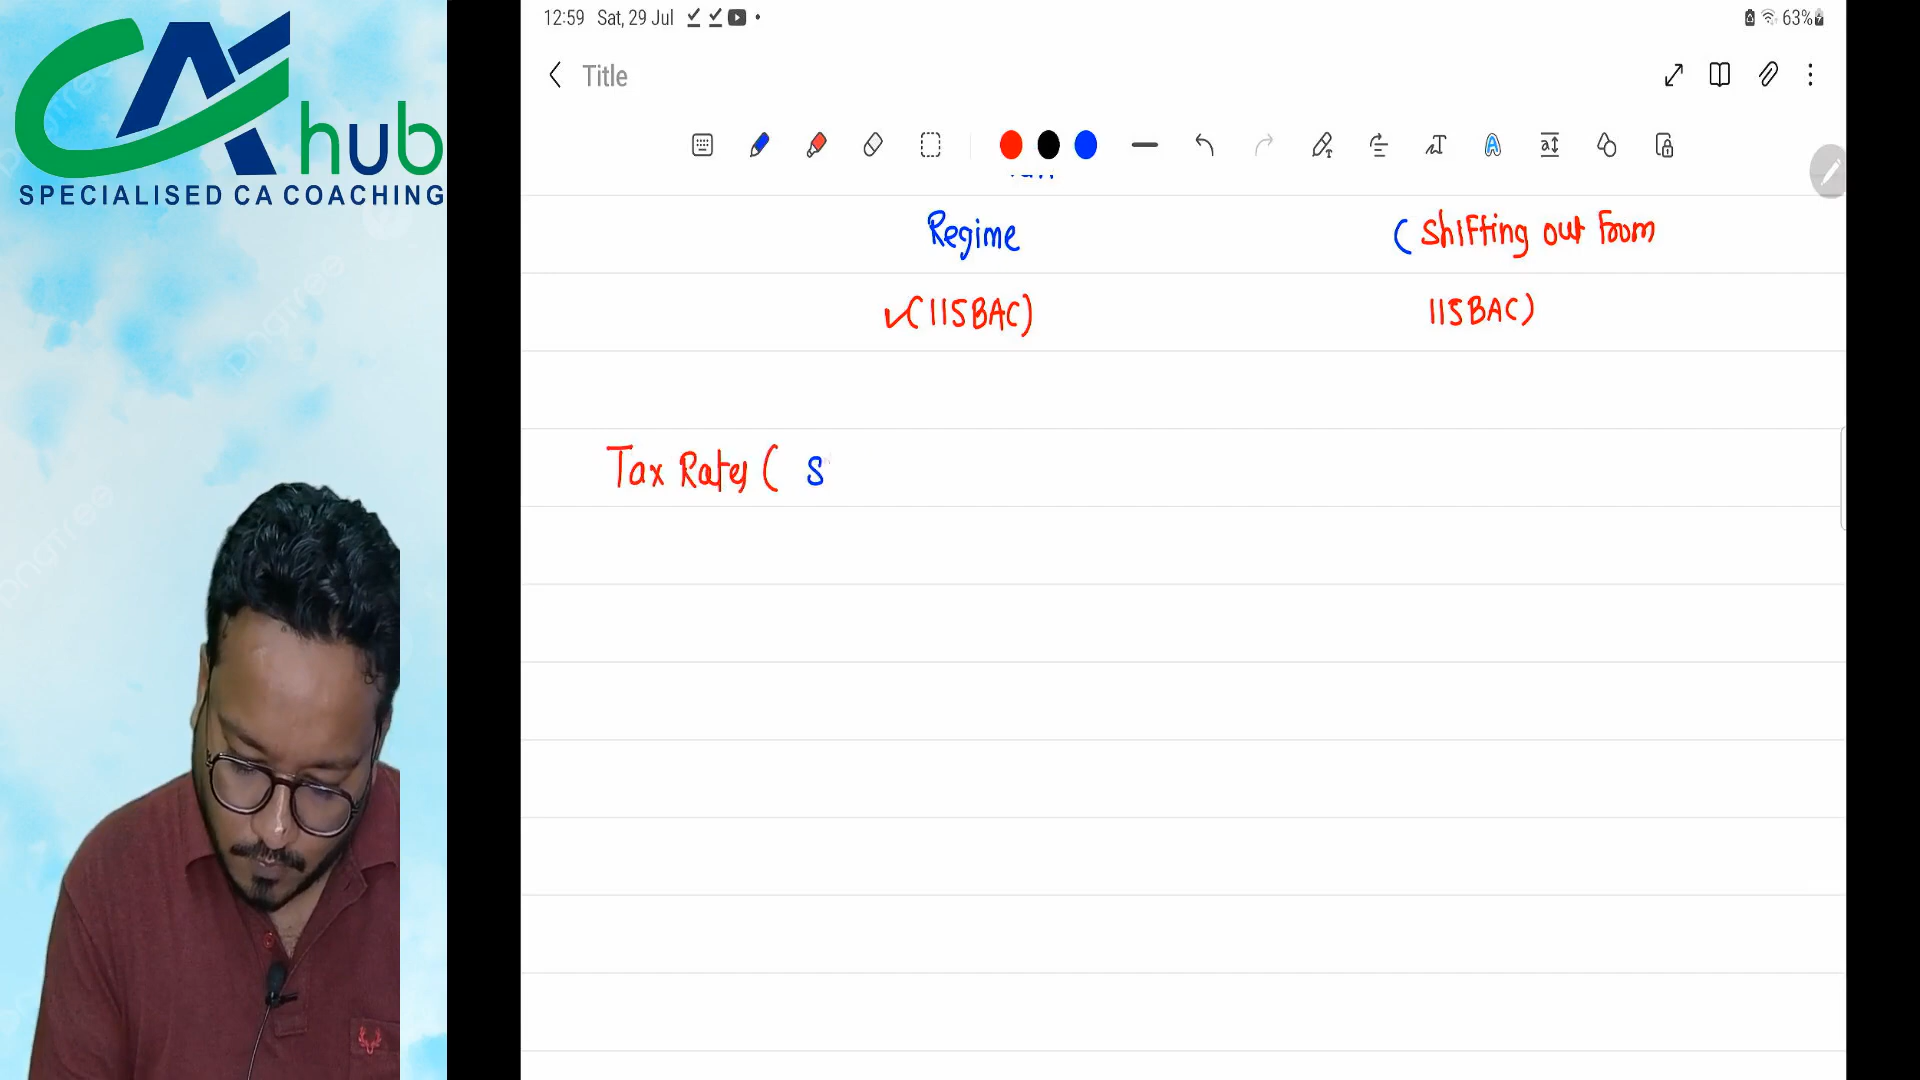 CA hub
SPECIALISED CA COACHING
12:59 Sat, 29 Jul 63%
Title
Regime ( Shifting out From
(115BAC) 115BAC)
Tax Rates ( S